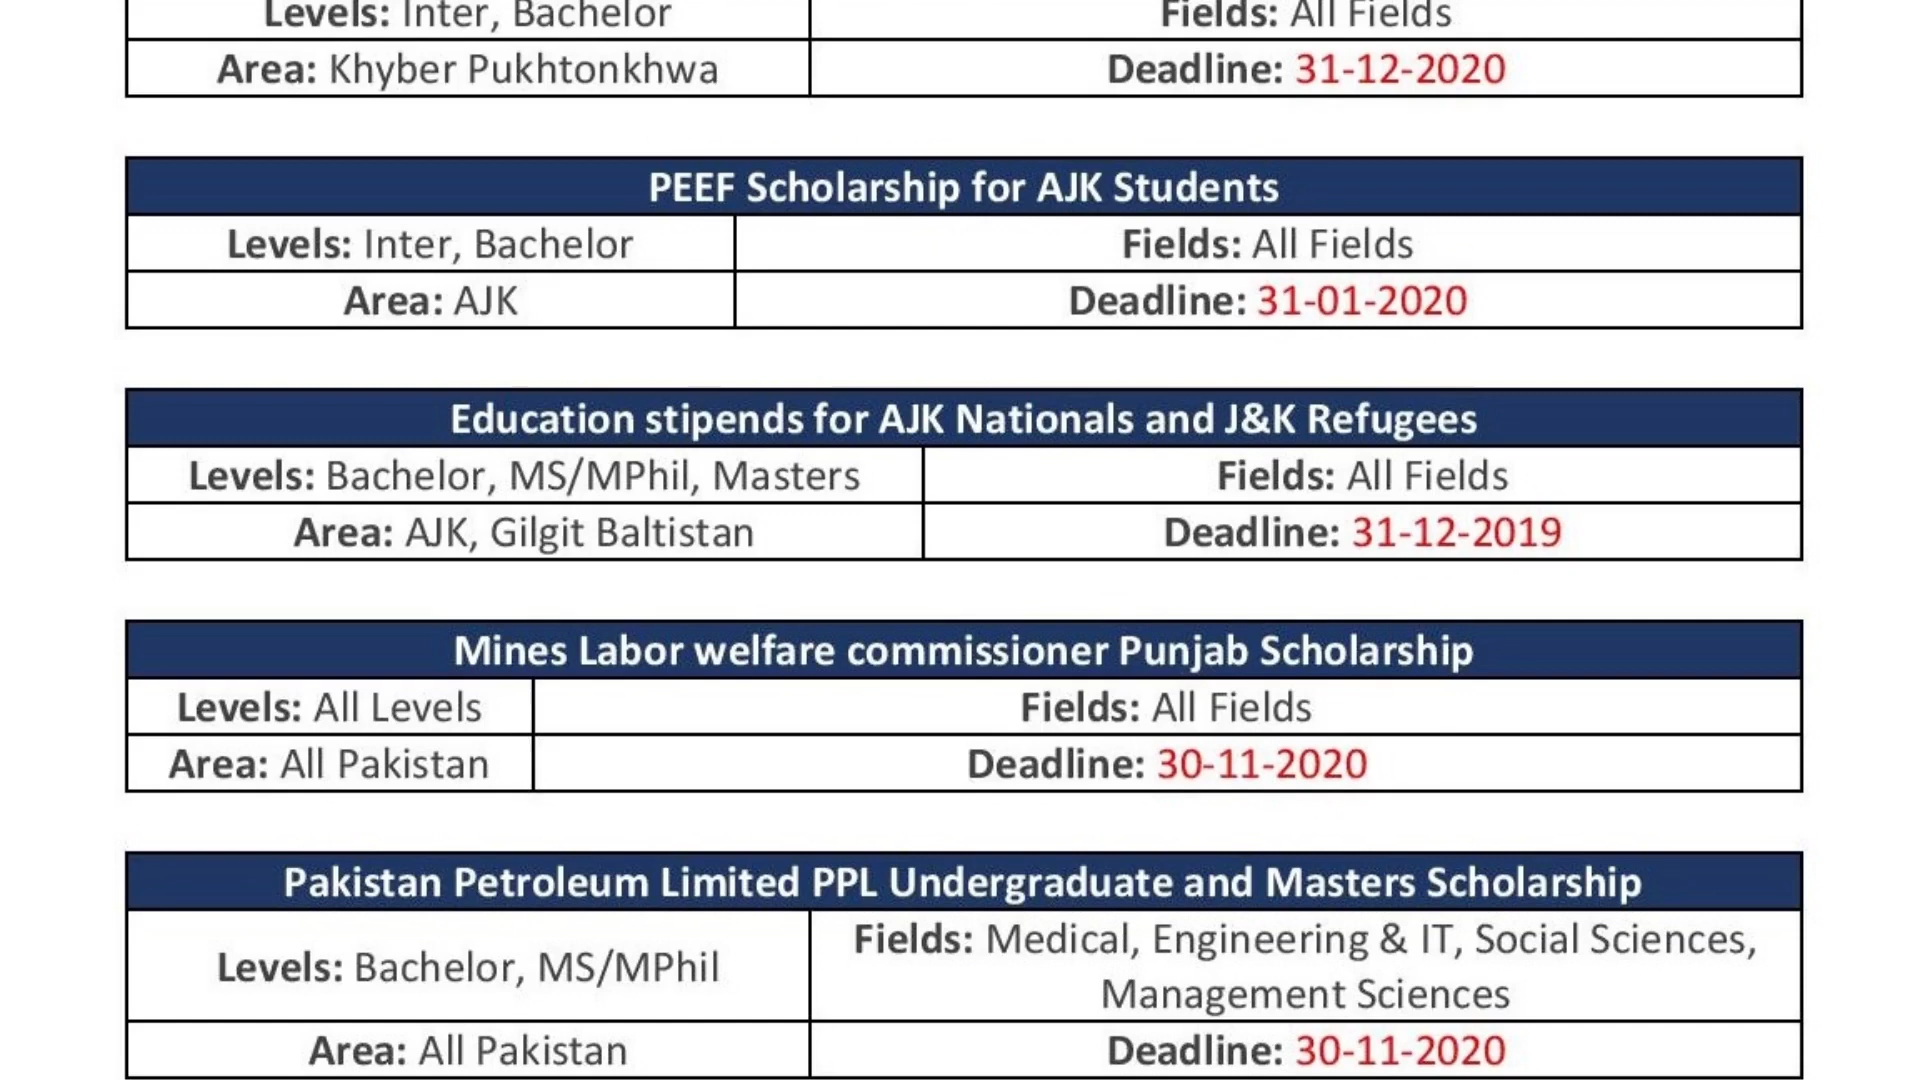 Levels: Inter, Bachelor
Fields: All Fields
Area: Khyber Pukhtonkhwa
Deadline: 31-12-2020
PEEF Scholarship for AJK Students
Levels: Inter, Bachelor
Fields: All Fields
Area: AJK
Deadline: 31-01-2020
Education stipends for AJK Nationals and J&K Refugees
Levels: Bachelor, MS/MPhil, Masters
Fields: All Fields
Area: AJK, Gilgit Baltistan
Deadline: 31-12-2019
Mines Labor welfare commissioner Punjab Scholarship
Levels: All Levels
Fields: All Fields
Area: All Pakistan
Deadline: 30-11-2020
Pakistan Petroleum Limited PPL Undergraduate and Masters Scholarship
Levels: Bachelor, MS/MPhil
Fields: Medical, Engineering & IT, Social Sciences,
Management Sciences
Area: All Pakistan
Deadline: 30-11-2020